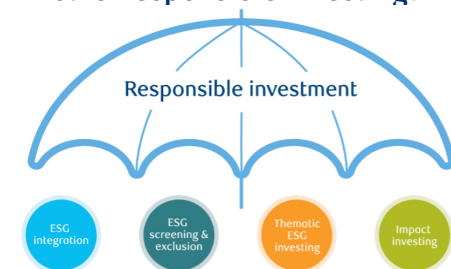 Responsible investment
ESG
integration
ESG
screening &
exclusion
Thematic
ESG
investing
Impact
investing